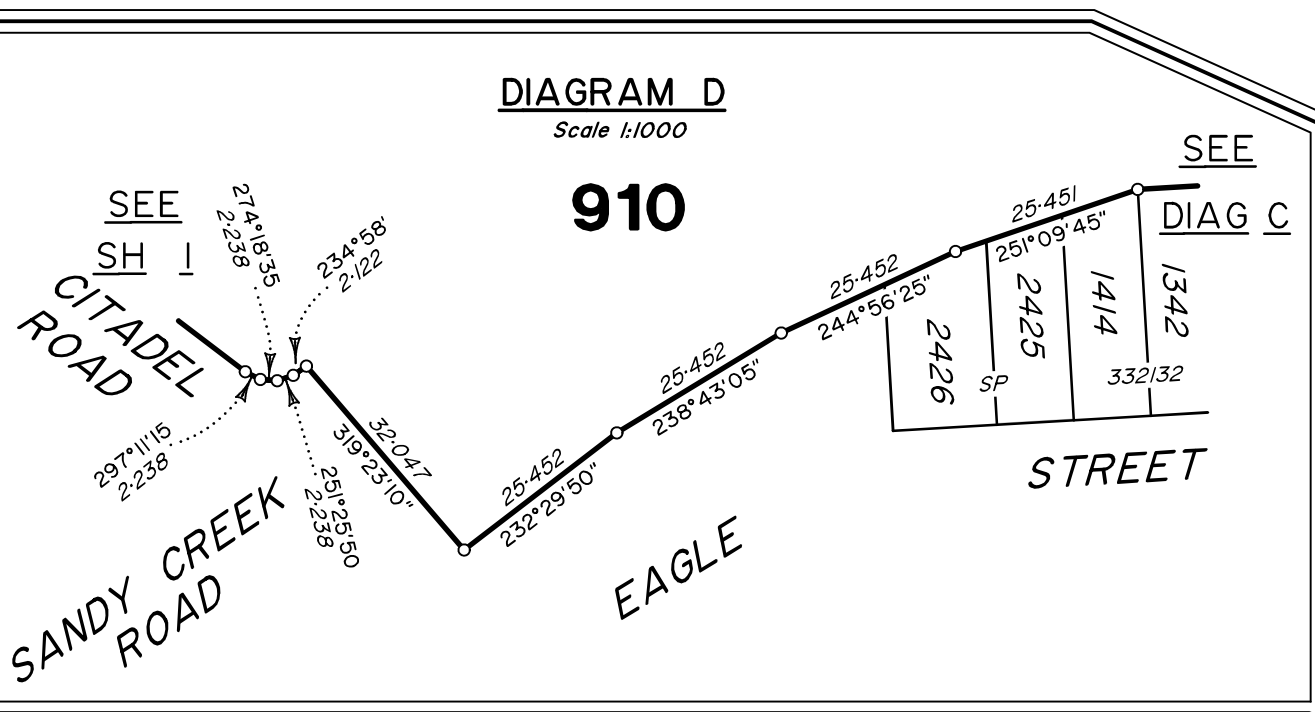 DIAGRAM D
Scale 1:1000
910
SEE
SH 1
CITADEL
ROAD
274°18'35
2·238
234°58'
2·122
297°11'15
2·238
251°25'50
2·238
32·047
319°23'10"
25·452
232°29'50"
25·452
238°43'05"
25·452
244°56'25"
25·451
251°09'45"
SEE
DIAG C
2426
2425
1414
1342
SP
332132
SANDY CREEK
ROAD
EAGLE
STREET